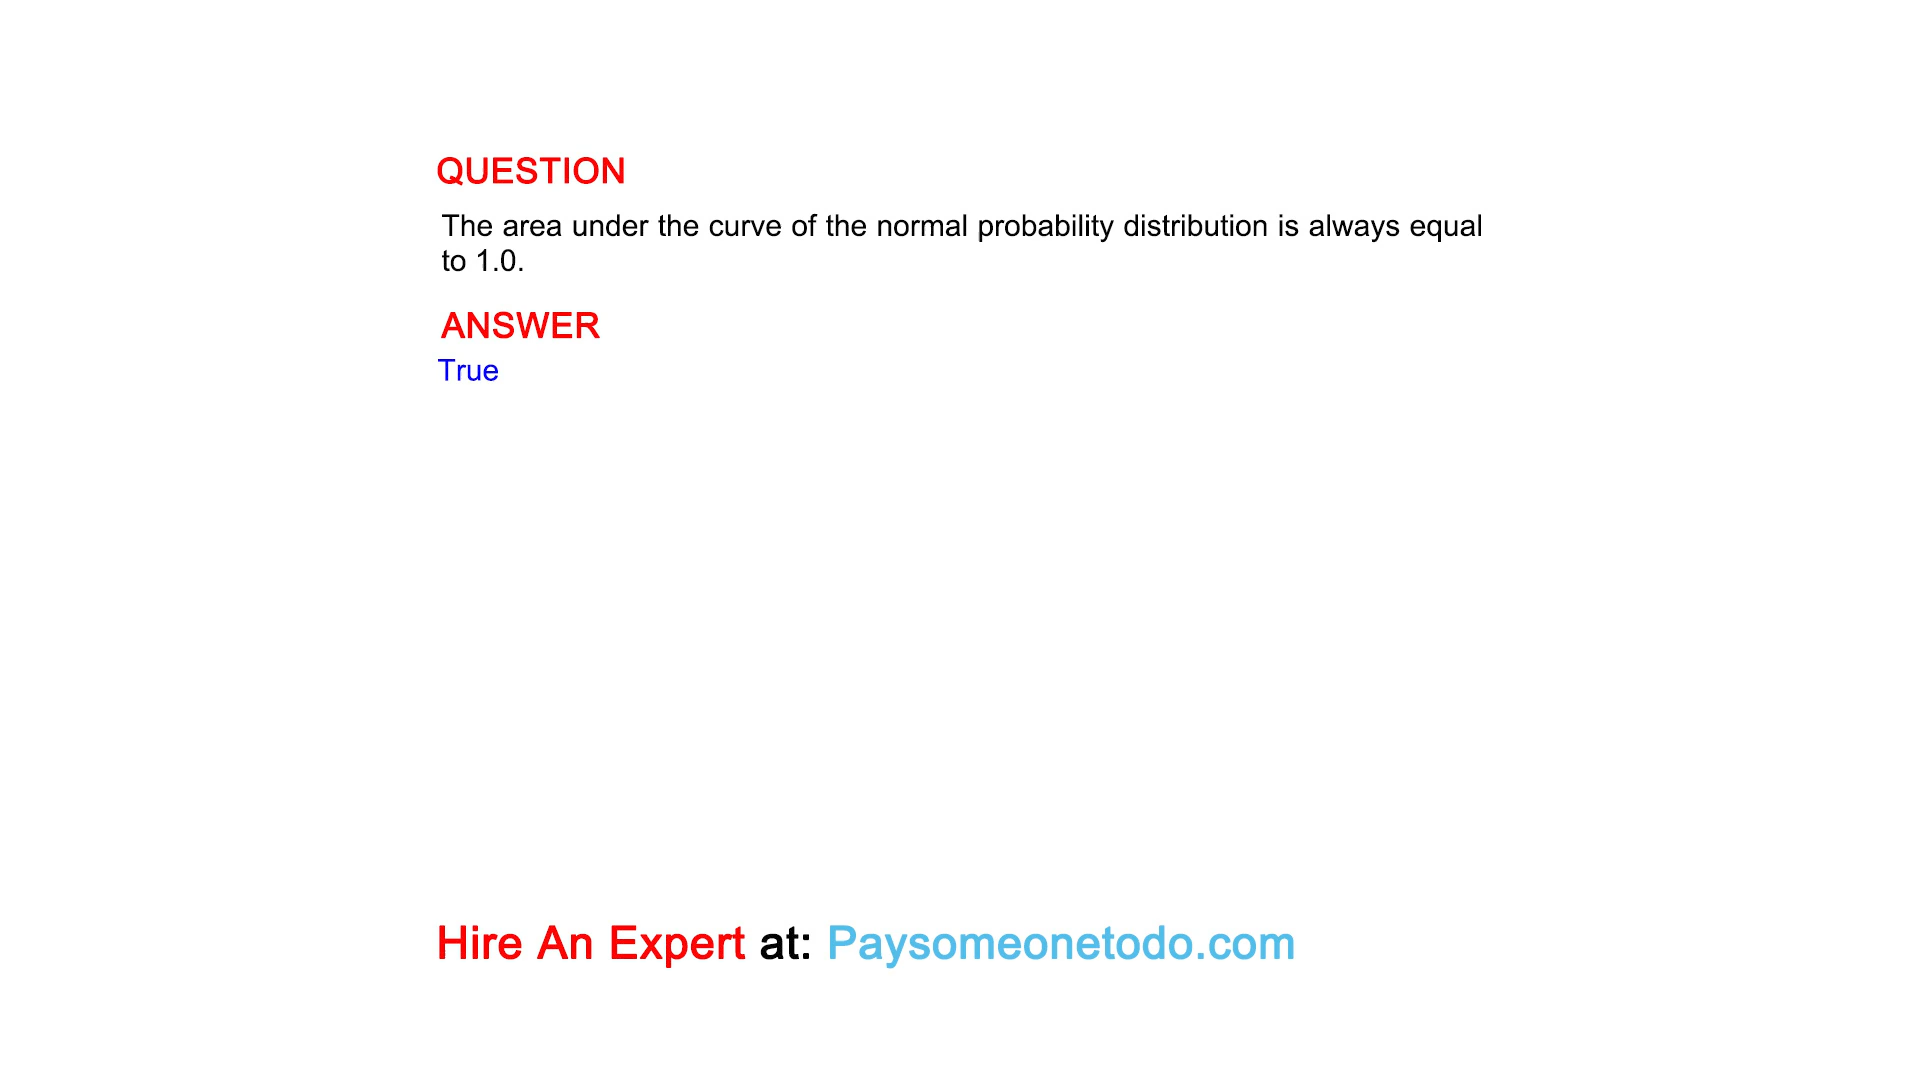 QUESTION
The area under the curve of the normal probability distribution is always equal
to 1.0.
ANSWER
True
Hire An Expert at: Paysomeonetodo.com